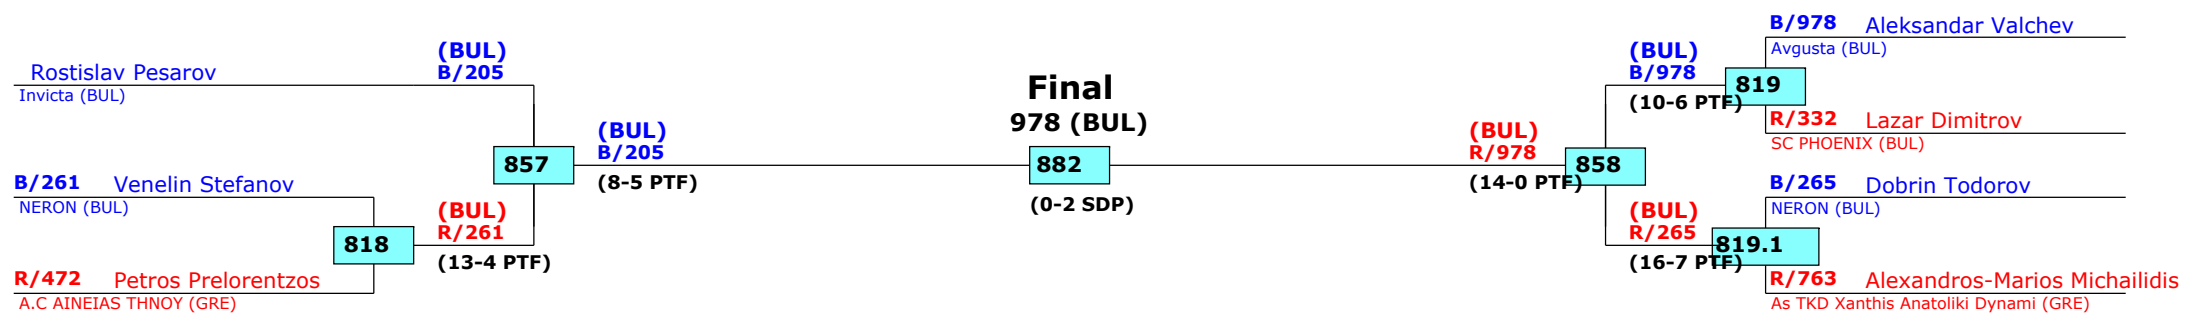 (BUL)
B/205
Rostislav Pesarov
Invicta (BUL)
B/261 Venelin Stefanov
NERON (BUL)
818
R/472 Petros Prelorentzos
A.C AINEIAS THNOY (GRE)
(BUL)
R/261
(13-4 PTF)
857
(BUL)
B/205
(8-5 PTF)
Final
978 (BUL)
882
(0-2 SDP)
(BUL)
R/978
(14-0 PTF)
858
(BUL)
B/978
(10-6 PTF)
819
B/978 Aleksandar Valchev
Avgusta (BUL)
R/332 Lazar Dimitrov
SC PHOENIX (BUL)
(BUL)
R/265
(16-7 PTF)
819.1
B/265 Dobrin Todorov
NERON (BUL)
R/763 Alexandros-Marios Michailidis
As TKD Xanthis Anatoliki Dynami (GRE)